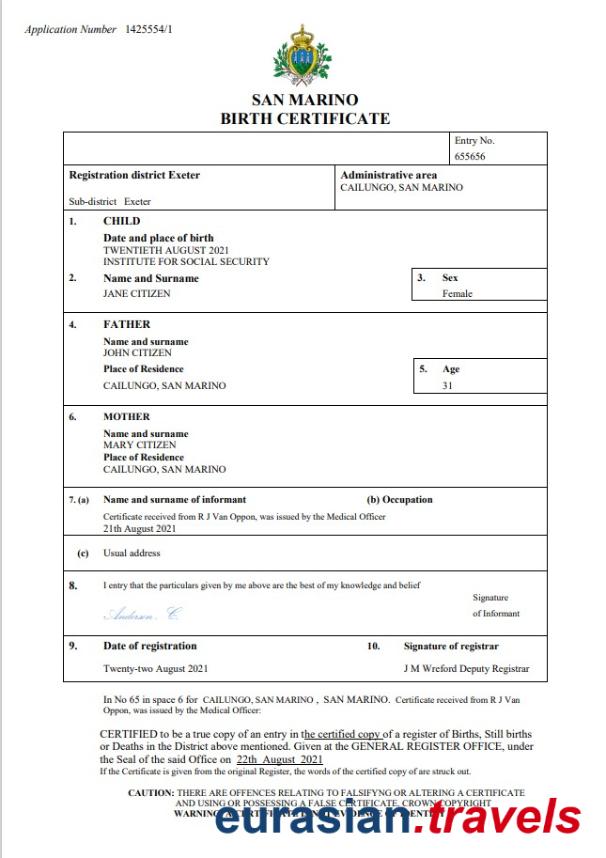 Application Number 1425554/1
SAN MARINO
BIRTH CERTIFICATE
Entry No.
655656
Registration district Exeter
Sub-district Exeter
Administrative area
CAILUNGO, SAN MARINO
1. CHILD
Date and place of birth
TWENTIETH AUGUST 2021
INSTITUTE FOR SOCIAL SECURITY
2. Name and Surname
JANE CITIZEN
3. Sex
Female
4. FATHER
Name and surname
JOHN CITIZEN
Place of Residence
CAILUNGO, SAN MARINO
5. Age
31
6. MOTHER
Name and surname
MARY CITIZEN
Place of Residence
CAILUNGO, SAN MARINO
7. (a) Name and surname of informant (b) Occupation
Certificate received from R J Van Oppon, was issued by the Medical Officer
21th August 2021
(c) Usual address
8. I entry that the particulars given by me above are the best of my knowledge and belief
Andersen. C
Signature
of Informant
9. Date of registration
Twenty-two August 2021
10. Signature of registrar
J M Wreford Deputy Registrar
In No 65 in space 6 for CAILUNGO, SAN MARINO , SAN MARINO. Certificate received from R J Van
Oppon, was issued by the Medical Officer:
CERTIFIED to be a true copy of an entry in the certified copy of a register of Births, Still births
or Deaths in the District above mentioned. Given at the GENERAL REGISTER OFFICE, under
the Seal of the said Office on 22th August 2021
If the Certificate is given from the original Register, the words of the certified copy of are struck out.
CAUTION: THERE ARE OFFENCES RELATING TO FALSIFYNG OR ALTERING A CERTIFICATE
AND USING OR POSSESSING A FALSE CERTIFICATE, CROWN COPYRIGHT
WARNING: A CERTIFICATE IS NOT EVIDENCE OF IDENTITY
eurasian.travels